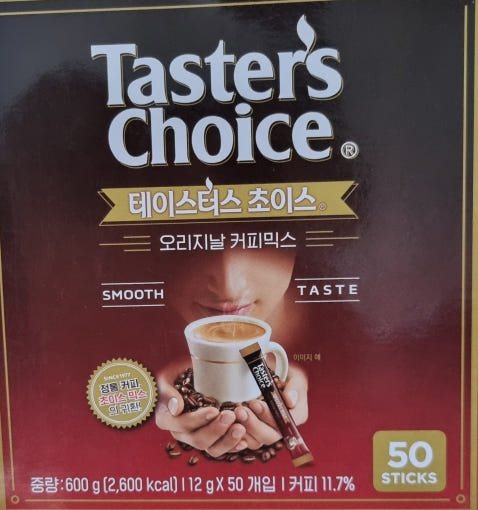 Taster's
Choice®
테이스터스 초이스®
오리지날 커피믹스
SMOOTH TASTE
이미지 예
Taster's
Choice
SINCE 1977
정통 커피,
초이스 믹스
의 귀환!
50
STICKS
중량 : 600 g (2,600 kcal) I 12 g X 50 개입 I 커피 11.7%